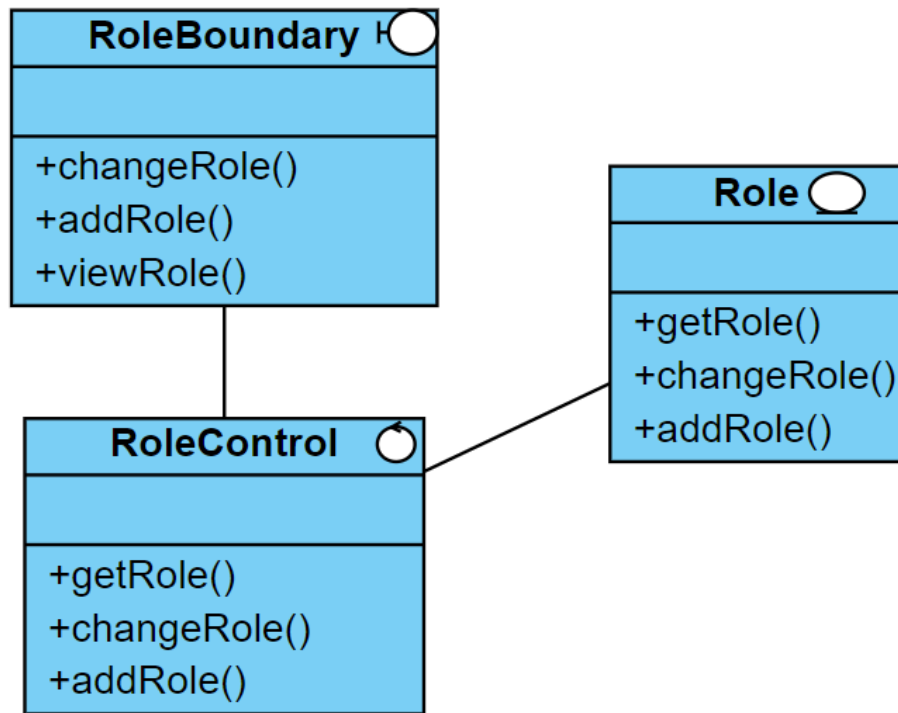 RoleBoundary
+changeRole()
+addRole()
+viewRole()
Role
+getRole()
+changeRole()
+addRole()
RoleControl
+getRole()
+changeRole()
+addRole()